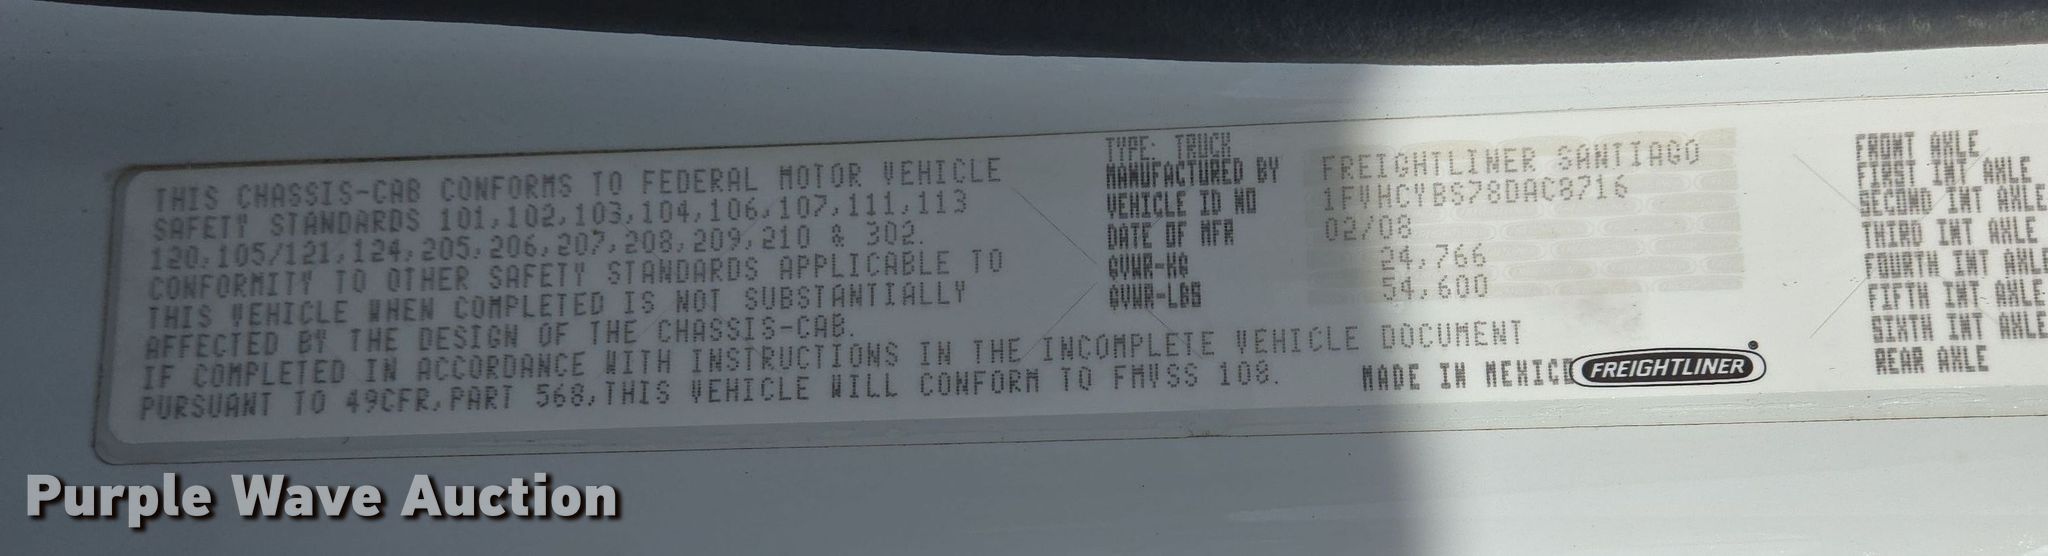 THIS CHASSIS-CAB CONFORMS TO FEDERAL MOTOR VEHICLE
SAFETY STANDARDS 101,102,103,104,106,107,111,113
120,105/121,124,205,206,207,208,209,210 & 302.
CONFORMITY TO OTHER SAFETY STANDARDS APPLICABLE TO
THIS VEHICLE WHEN COMPLETED IS NOT SUBSTANTIALLY
AFFECTED BY THE DESIGN OF THE CHASSIS-CAB.
IF COMPLETED IN ACCORDANCE WITH INSTRUCTIONS IN THE INCOMPLETE VEHICLE DOCUMENT
PURSUANT TO 49CFR,PART 568,THIS VEHICLE WILL CONFORM TO FMVSS 108.
TYPE: TRUCK
MANUFACTURED BY FREIGHTLINER SANTIAGO
VEHICLE ID NO 1FVHCYBS78DAC8716
DATE OF MFR 02/08
GVWR-KG 24,766
GVWR-LBS 54,600
MADE IN MEXICO
FREIGHTLINER
FRONT AXLE
FIRST INT AXLE
SECOND INT AXLE
THIRD INT AXLE
FOURTH INT AXLE
FIFTH INT AXLE
SIXTH INT AXLE
REAR AXLE
Purple Wave Auction